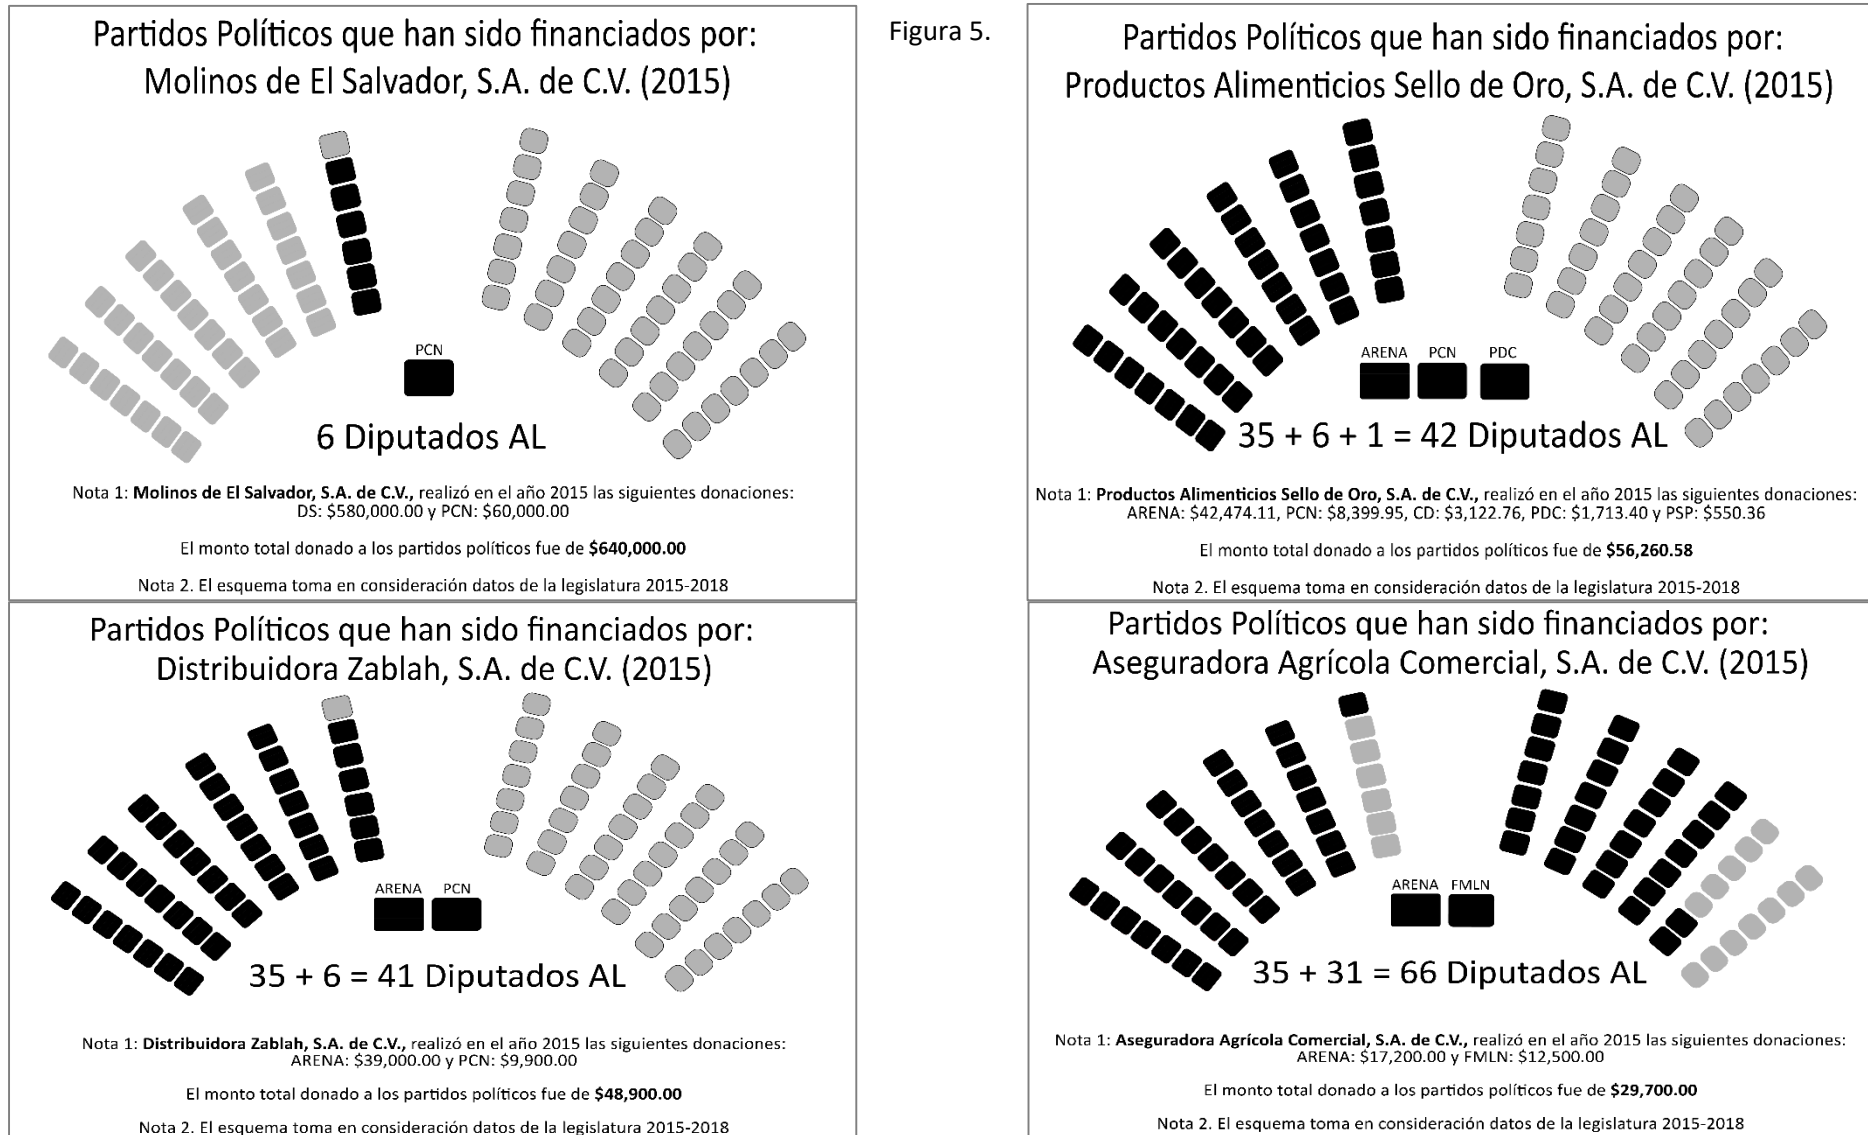 Partidos Políticos que han sido financiados por:
Molinos de El Salvador, S.A. de C.V. (2015)
PCN
6 Diputados AL
Nota 1: Molinos de El Salvador, S.A. de C.V., realizó en el año 2015 las siguientes donaciones:
DS: $580,000.00 y PCN: $60,000.00
El monto total donado a los partidos políticos fue de $640,000.00
Nota 2. El esquema toma en consideración datos de la legislatura 2015-2018
Figura 5.
Partidos Políticos que han sido financiados por:
Productos Alimenticios Sello de Oro, S.A. de C.V. (2015)
ARENA PCN PDC
35 + 6 + 1 = 42 Diputados AL
Nota 1: Productos Alimenticios Sello de Oro, S.A. de C.V., realizó en el año 2015 las siguientes donaciones:
ARENA: $42,474.11, PCN: $8,399.95, CD: $3,122.76, PDC: $1,713.40 y PSP: $550.36
El monto total donado a los partidos políticos fue de $56,260.58
Nota 2. El esquema toma en consideración datos de la legislatura 2015-2018
Partidos Políticos que han sido financiados por:
Distribuidora Zablah, S.A. de C.V. (2015)
ARENA PCN
35 + 6 = 41 Diputados AL
Nota 1: Distribuidora Zablah, S.A. de C.V., realizó en el año 2015 las siguientes donaciones:
ARENA: $39,000.00 y PCN: $9,900.00
El monto total donado a los partidos políticos fue de $48,900.00
Nota 2. El esquema toma en consideración datos de la legislatura 2015-2018
Partidos Políticos que han sido financiados por:
Aseguradora Agrícola Comercial, S.A. de C.V. (2015)
ARENA FMLN
35 + 31 = 66 Diputados AL
Nota 1: Aseguradora Agrícola Comercial, S.A. de C.V., realizó en el año 2015 las siguientes donaciones:
ARENA: $17,200.00 y FMLN: $12,500.00
El monto total donado a los partidos políticos fue de $29,700.00
Nota 2. El esquema toma en consideración datos de la legislatura 2015-2018